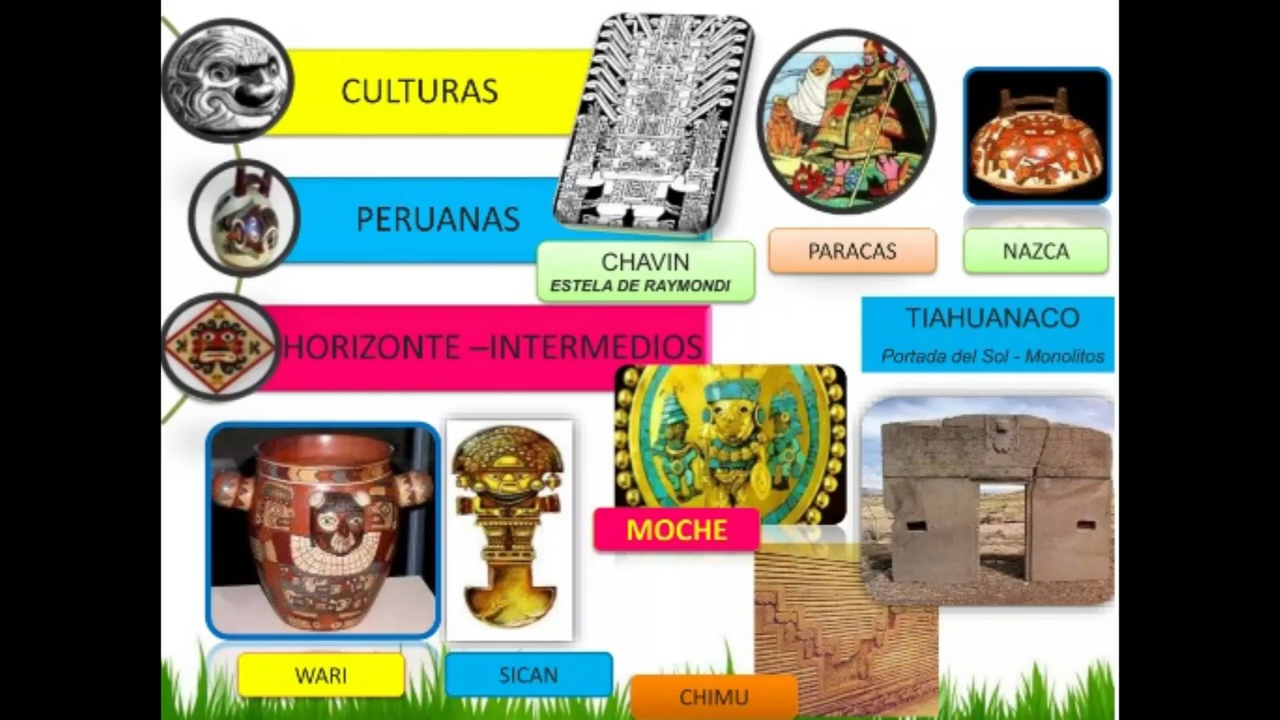 CULTURAS
PERUANAS
HORIZONTE –INTERMEDIOS
CHAVIN
ESTELA DE RAYMONDI
PARACAS
NAZCA
TIAHUANACO
Portada del Sol - Monolitos
MOCHE
WARI
SICAN
CHIMU